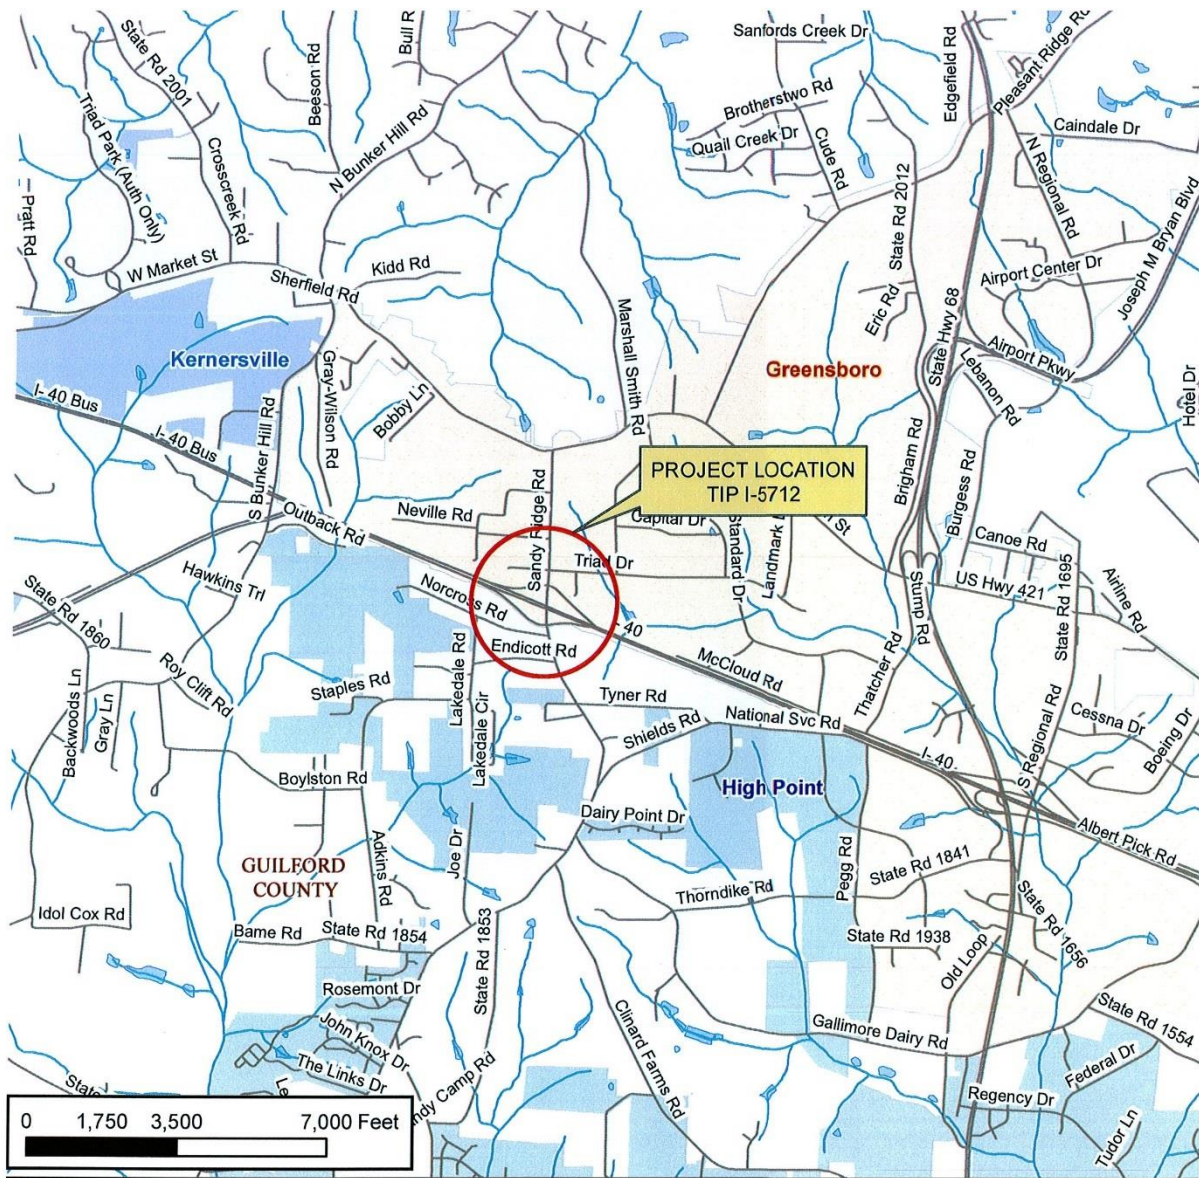 State Rd 2001
Beeson Rd
Bull R
Sanfords Creek Dr
Edgefield Rd
Pleasant Ridge Rd
Triad Park (Auth Only)
Crosscreek Rd
N Bunker Hill Rd
Brotherstwo Rd
Quail Creek Dr
Cude Rd
State Rd 2012
Caindale Dr
N Regional Rd
Joseph M Bryan Blvd
Pratt Rd
W Market St
Sherfield Rd
Kidd Rd
Airport Center Dr
Eric Rd
State Hwy 68
Marshall Smith Rd
Kernersville
Gray-Wilson Rd
Bobby Ln
Greensboro
Airport Pkwy
Lebanon Rd
Hotel Dr
I- 40 Bus
I- 40 Bus
S Bunker Hill Rd
Outback Rd
Neville Rd
Sandy Ridge Rd
PROJECT LOCATION
TIP I-5712
Capital Dr
Standard Dr
Landmark
St
Brigham Rd
Burgess Rd
Canoe Rd
State Rd 1695
Airline Rd
Hawkins Trl
Triad Dr
Norcross Rd
Stump Rd
US Hwy 421
State Rd 1860
Roy Clift Rd
Backwoods Ln
Gray Ln
Endicott Rd
40
McCloud Rd
Thatcher Rd
Staples Rd
Lakedale Rd
Lakedale Cir
Tyner Rd
Shields Rd
National Svc Rd
S Regional Rd
Cessna Dr
Boeing Dr
Boylston Rd
High Point
I- 40
Dairy Point Dr
Albert Pick Rd
GUILFORD
COUNTY
Adkins Rd
Joe Dr
Pegg Rd
State Rd 1841
Thorndike Rd
Idol Cox Rd
Bame Rd
State Rd 1854
State Rd 1853
State Rd 1938
Old Loop
State Rd 1656
Rosemont Dr
John Knox Dr
The Links Dr
Clinard Farms Rd
Gallimore Dairy Rd
State Rd 1554
Federal Dr
Regency Dr
Tudor Ln
State
Le
ndy Camp Rd
0 1,750 3,500 7,000 Feet